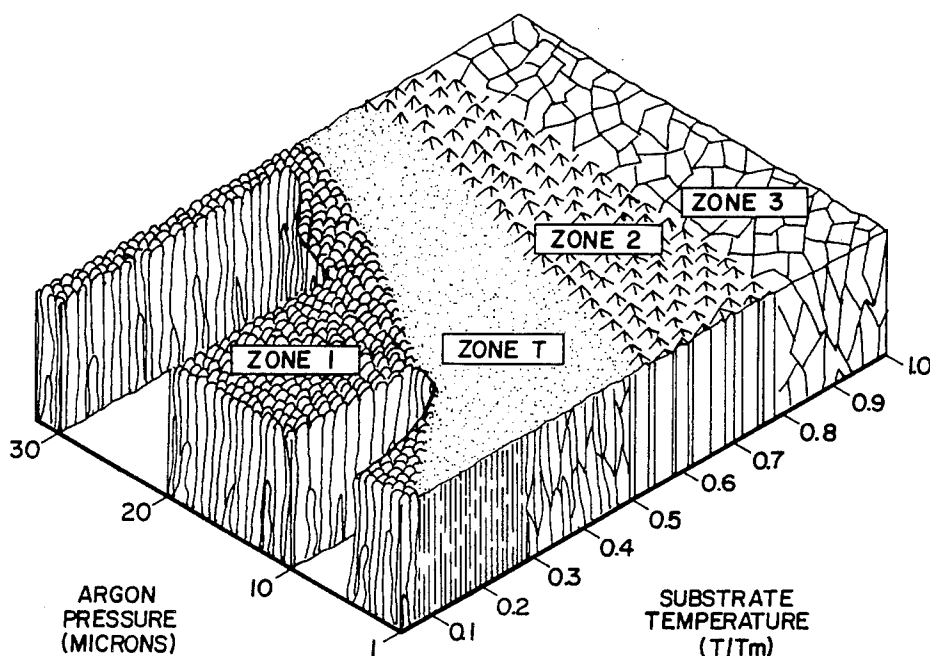 ZONE 3
ZONE 2
ZONE T
ZONE 1
30
20
10
1
0.1
0.2
0.3
0.4
0.5
0.6
0.7
0.8
0.9
1.0
ARGON
PRESSURE
(MICRONS)
SUBSTRATE
TEMPERATURE
(T/Tm)